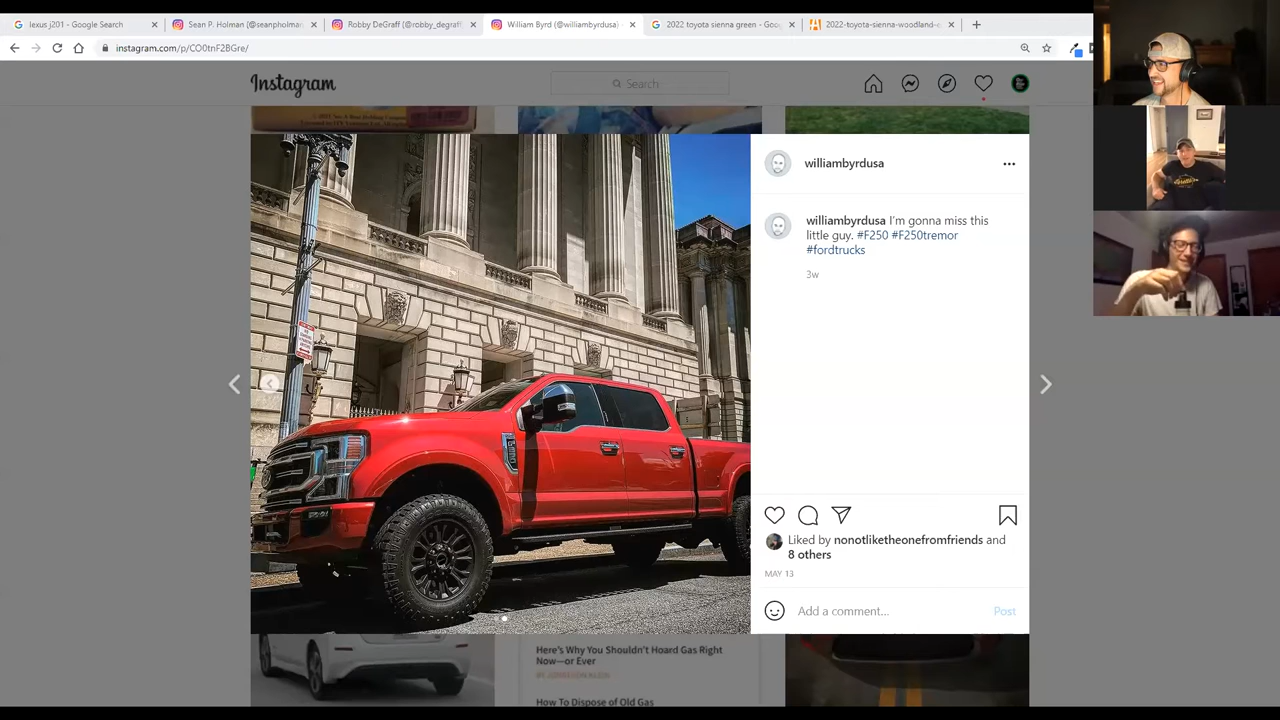 lexus j201 - Google Search
Sean P. Holman (@seanpholman
Robby DeGraff (@robby_degraff
William Byrd (@williambyrdusa)
2022 toyota sienna green - Goo
2022-toyota-sienna-woodland-e
instagram.com/p/CO0tnF2BGre/
Instagram
Search
williambyrdusa
williambyrdusa I'm gonna miss this
little guy. #F250 #F250tremor
#fordtrucks
3w
Liked by nonotliketheonefromfriends and
8 others
MAY 13
Add a comment... Post
Here's Why You Shouldn't Hoard Gas Right
Now—or Ever
How To Dispose of Old Gas